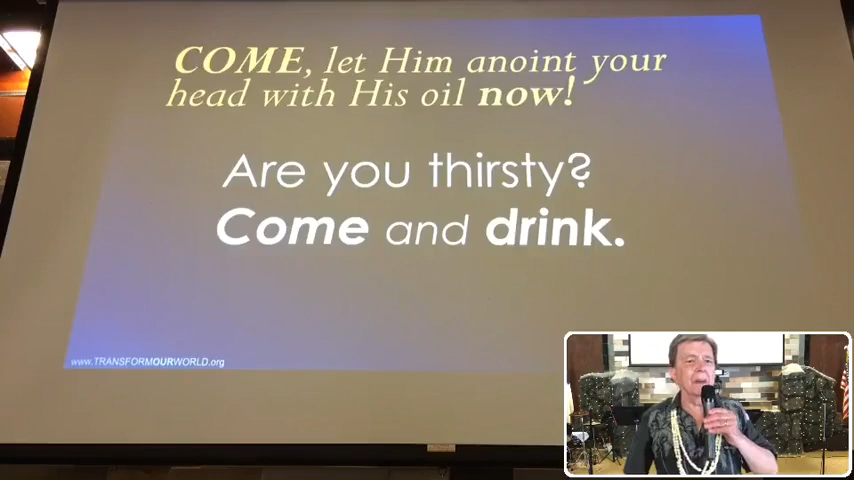 COME, let Him anoint your
head with His oil now!
Are you thirsty?
Come and drink.
www.TRANSFORMOURWORLD.org